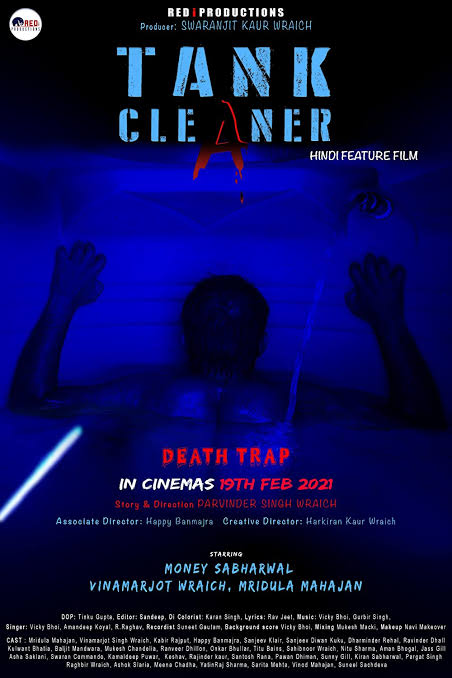 RED
PRODUCTIONS
RED i PRODUCTIONS
Producer: SWARANJIT KAUR WRAICH
TANK
CLEANER
HINDI FEATURE FILM
DEATH TRAP
IN CINEMAS 19TH FEB 2021
Story & Direction PARVINDER SINGH WRAICH
Associate Director: Happy Banmajra Creative Director: Harkiran Kaur Wraich
STARRING
MONEY SABHARWAL
VINAMARJOT WRAICH, MRIDULA MAHAJAN
DOP: Tinku Gupta, Editor: Sandeep, Di Colorist: Karan Singh, Lyrics: Rav Jeet, Music: Vicky Bhoi, Gurbir Singh,
Singer: Vicky Bhoi, Amandeep Koyal, R.Raghav, Recordist Suneet Gautam, Background score Vicky Bhoi, Mixing Mukesh Macki, Makeup Navi Makeover
CAST : Mridula Mahajan, Vinamarjot Singh Wraich, Kabir Rajput, Happy Banmajra, Sanjeev Klair, Sanjeev Diwan Kuku, Dharminder Rehal, Ravinder Dhall
Kulwant Bhatia, Baljit Mandwara, Mukesh Chandelia, Ranveer Dhillon, Onkar Bhullar, Titu Bains, Sahibnoor Wraich, Nitu Sharma, Aman Bhogal, Jass Gill
Asha Saklani, Swaran Commando, Kamaldeep Puwar, Keshav, Rajinder kaur, Santosh Rana, Pawan Dhiman, Sunny Gill, Kiran Sabharwal, Pargat Singh
Raghbir Wraich, Ashok Slaria, Meena Chadha, YatinRaj Sharma, Sarita Mehta, Vinod Mahajan, Suneel Sachdeva